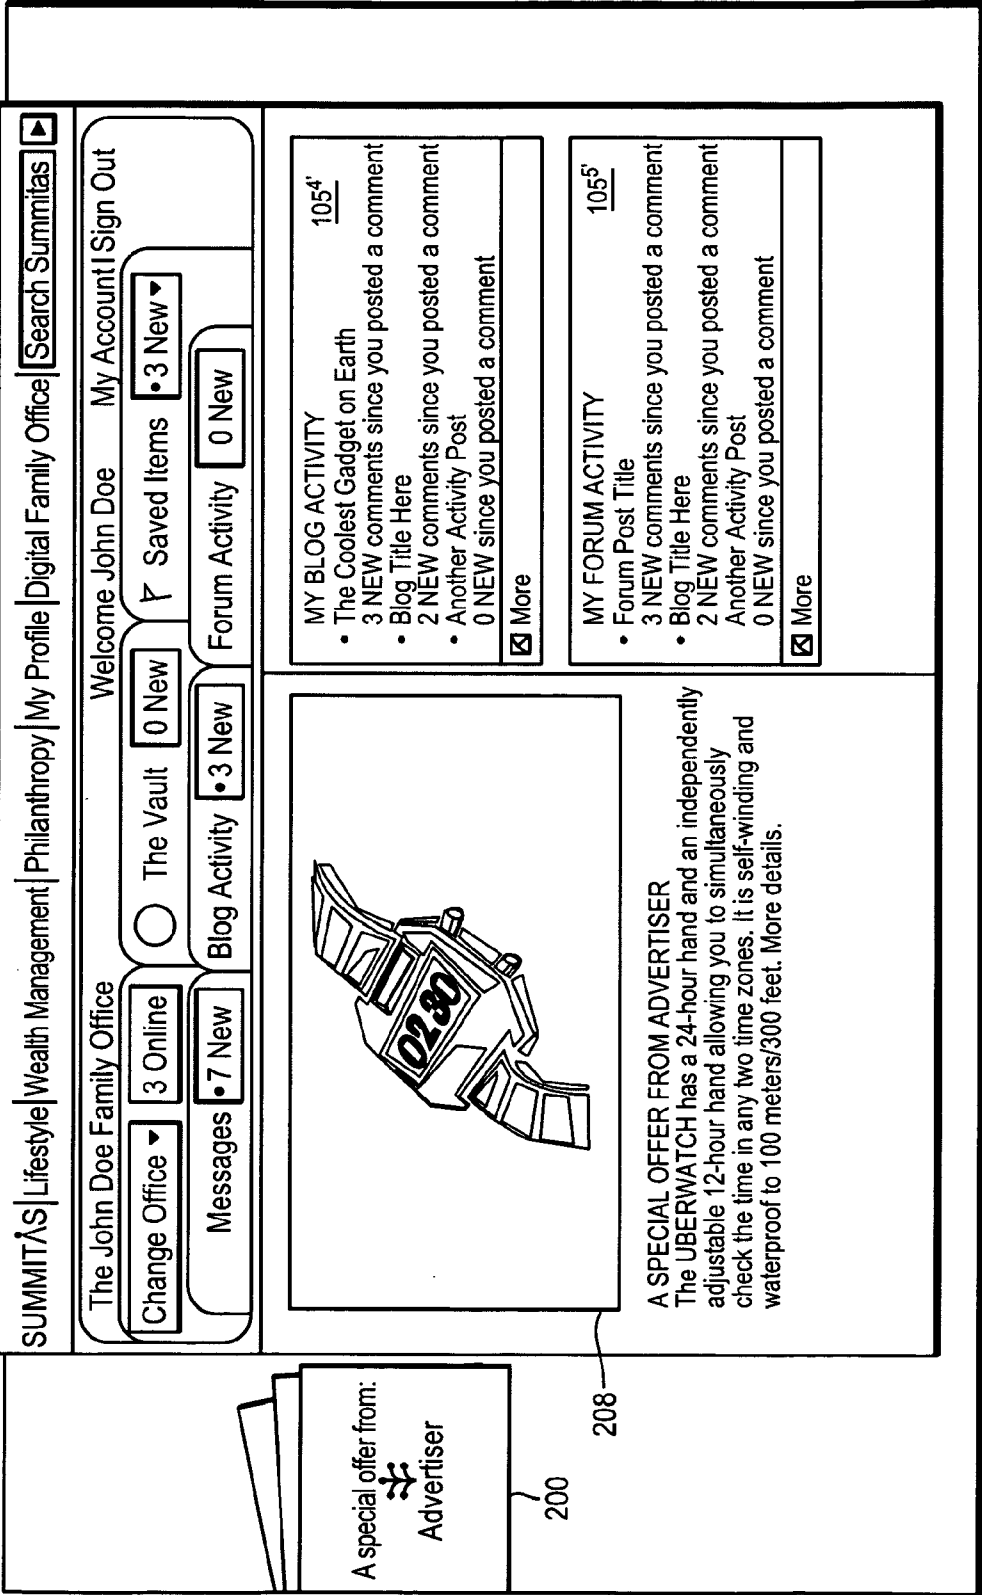 SUMMITÅS|Lifestyle|Wealth Management|Philanthropy|My Profile|Digital Family Office|Search Summitas
The John Doe Family Office Welcome John Doe My Account|Sign Out
Change Office ▼ 3 Online The Vault 0 New Saved Items •3 New▼
Messages •7 New Blog Activity •3 New Forum Activity 0 New
A special offer from:
Advertiser
200
208
A SPECIAL OFFER FROM ADVERTISER
The UBERWATCH has a 24-hour hand and an independently
adjustable 12-hour hand allowing you to simultaneously
check the time in any two time zones. It is self-winding and
waterproof to 100 meters/300 feet. More details.
0230
MY BLOG ACTIVITY 105⁴'
• The Coolest Gadget on Earth
3 NEW comments since you posted a comment
• Blog Title Here
2 NEW comments since you posted a comment
• Another Activity Post
0 NEW since you posted a comment
More
MY FORUM ACTIVITY 105⁵'
• Forum Post Title
3 NEW comments since you posted a comment
• Blog Title Here
2 NEW comments since you posted a comment
Another Activity Post
0 NEW since you posted a comment
More